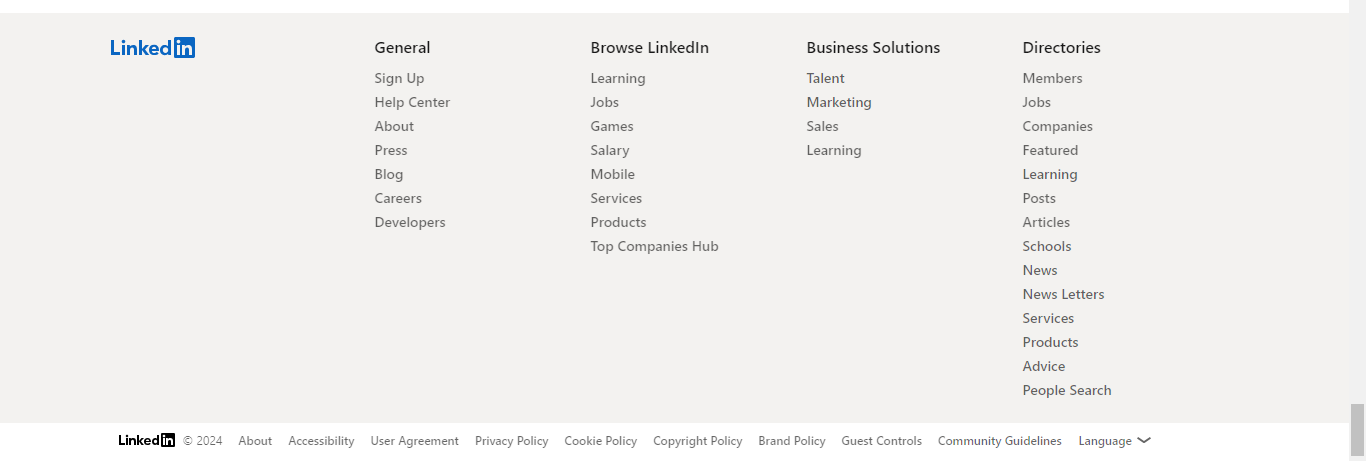 LinkedIn
General
Sign Up
Help Center
About
Press
Blog
Careers
Developers
Browse LinkedIn
Learning
Jobs
Games
Salary
Mobile
Services
Products
Top Companies Hub
Business Solutions
Talent
Marketing
Sales
Learning
Directories
Members
Jobs
Companies
Featured
Learning
Posts
Articles
Schools
News
News Letters
Services
Products
Advice
People Search
LinkedIn © 2024 About Accessibility User Agreement Privacy Policy Cookie Policy Copyright Policy Brand Policy Guest Controls Community Guidelines Language